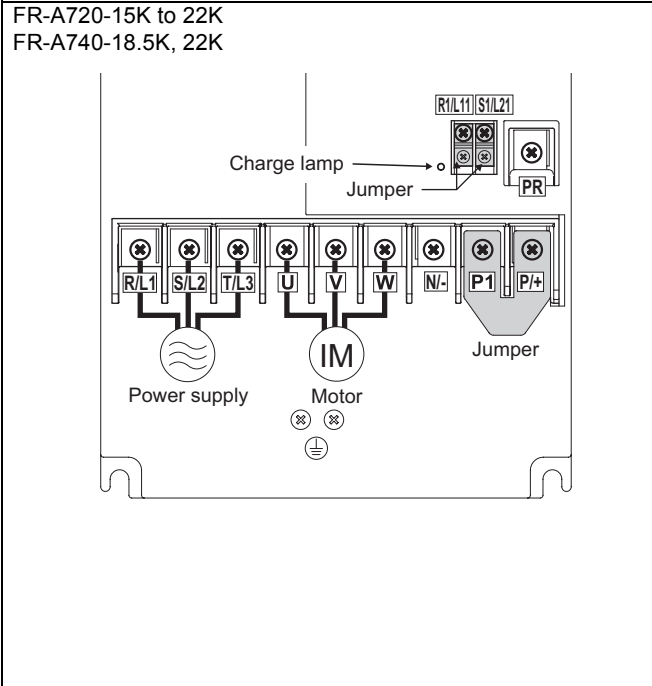 FR-A720-15K to 22K
FR-A740-18.5K, 22K
R1/L11 S1/L21
Charge lamp
Jumper
PR
R/L1 S/L2 T/L3 U V W N/- P1 P/+
IM
Jumper
Power supply
Motor